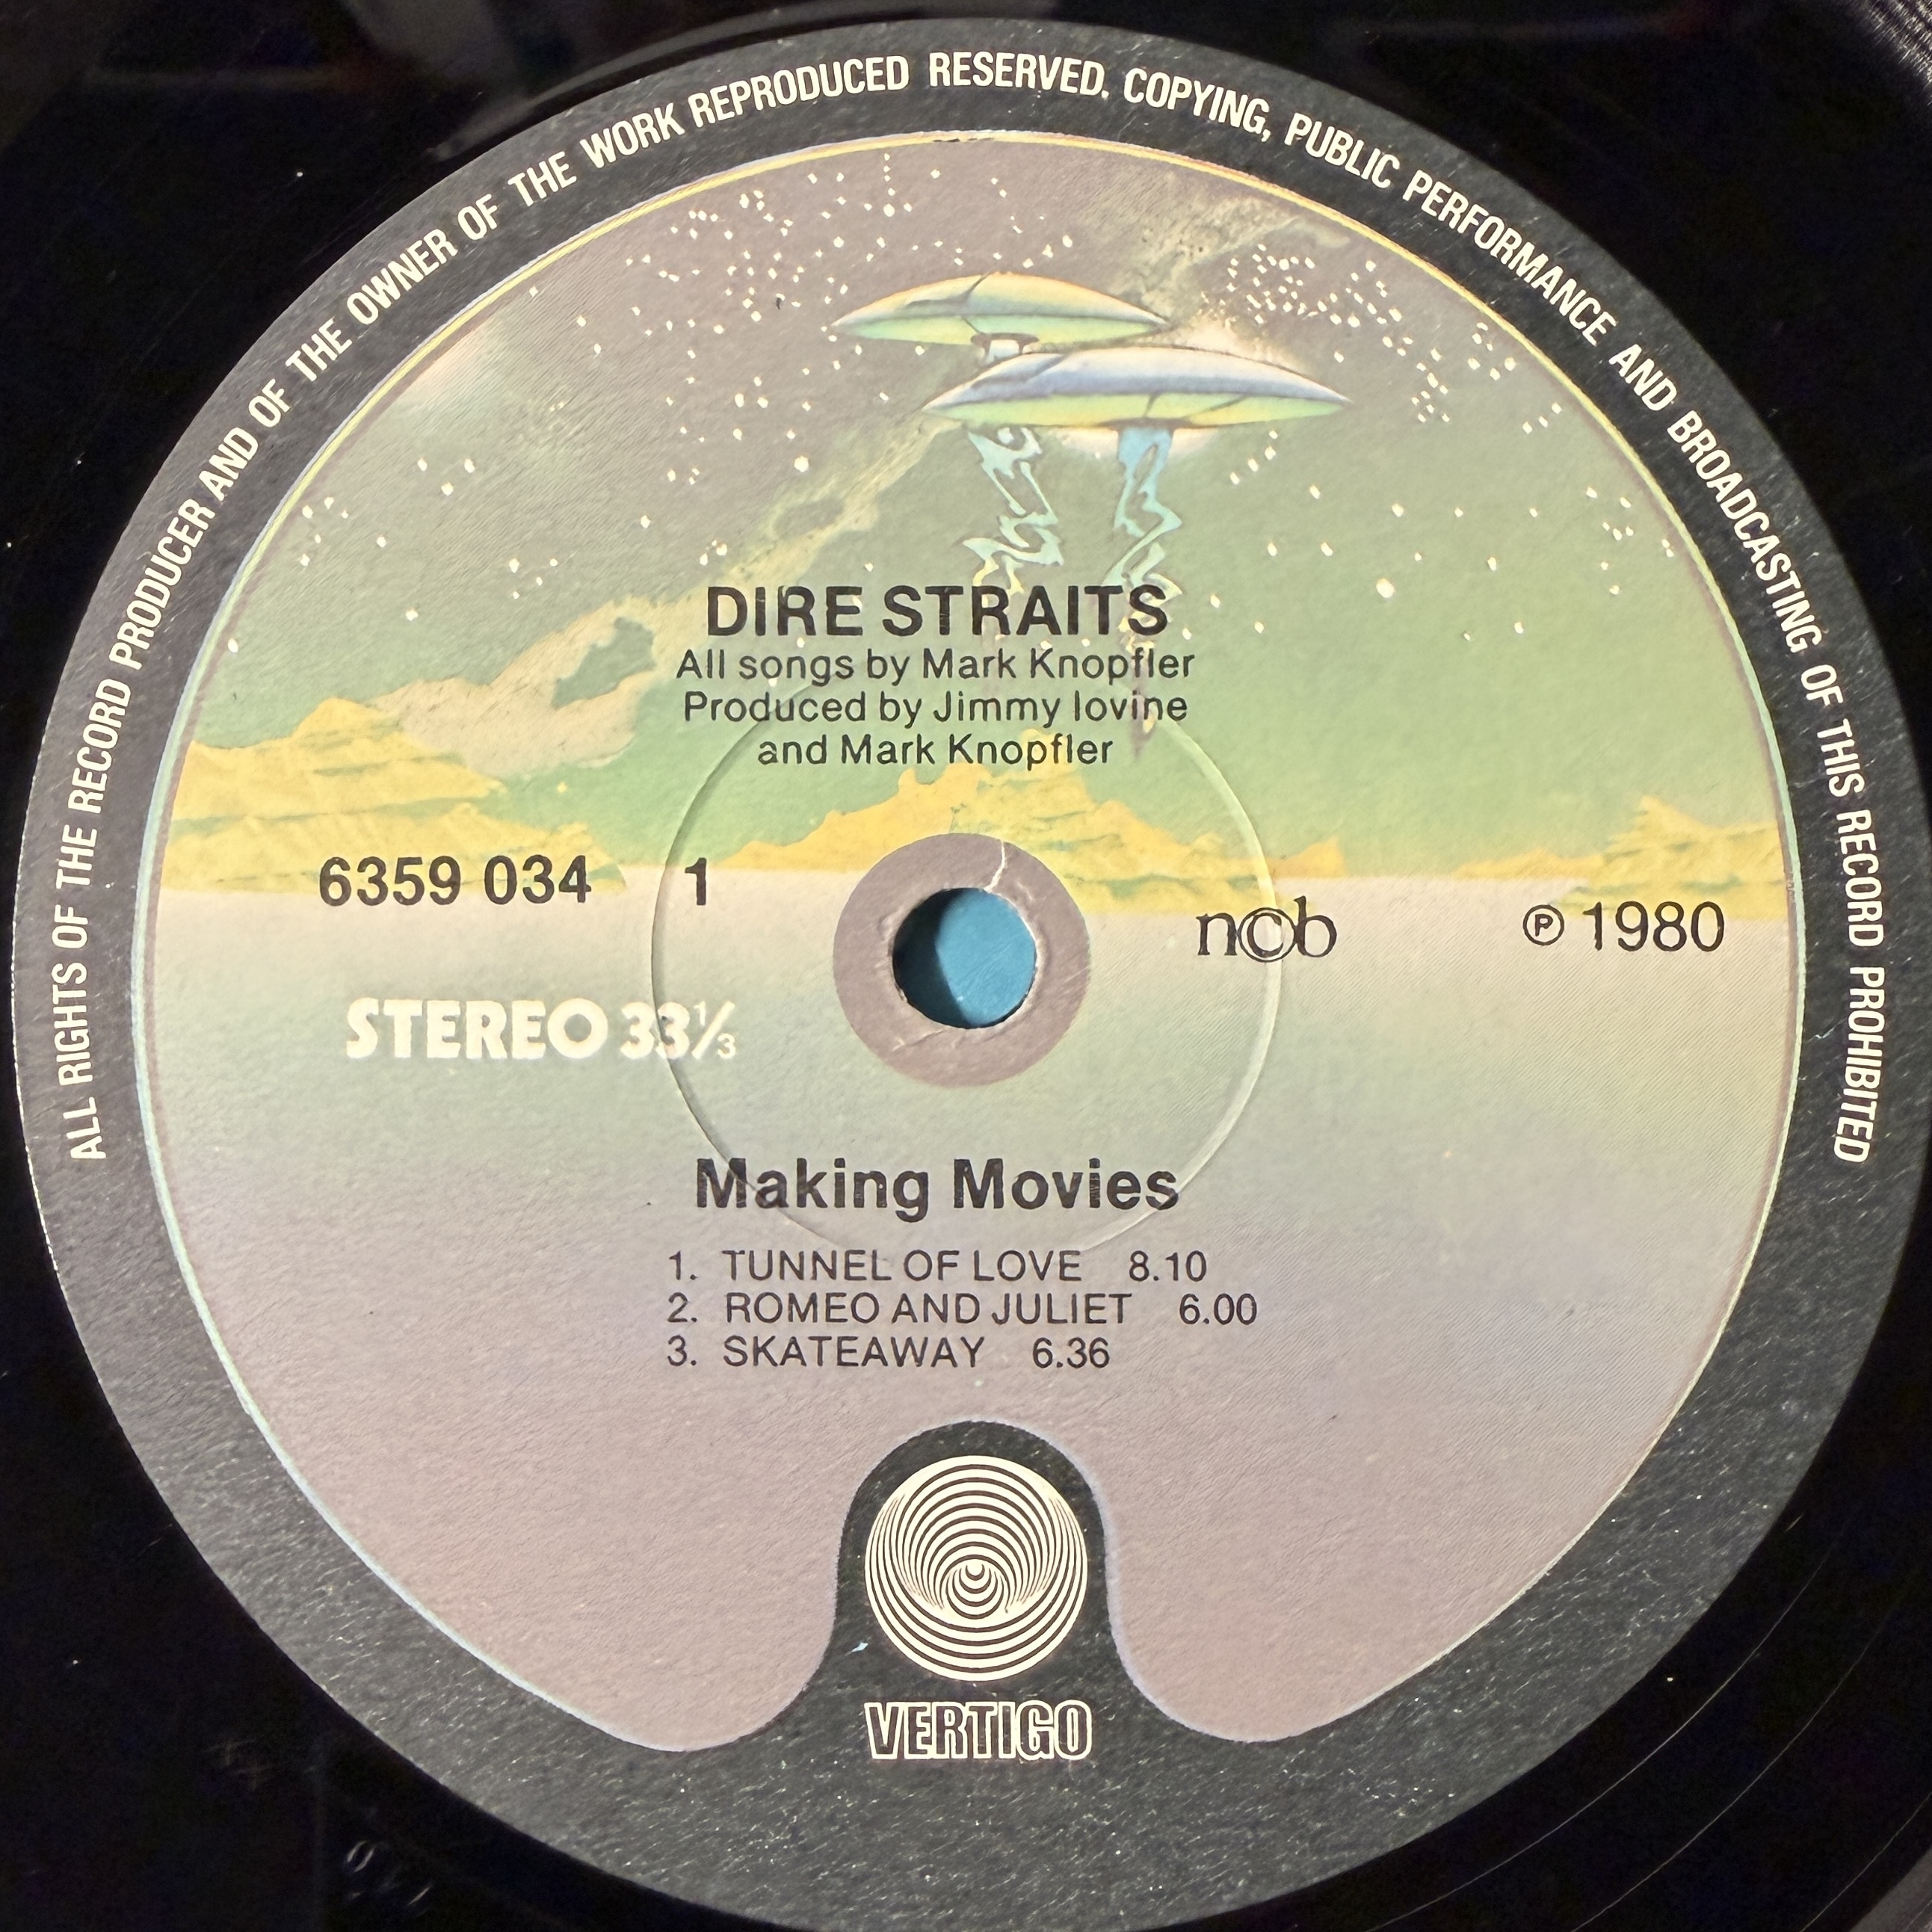 ALL RIGHTS OF THE RECORD PRODUCER AND OF THE OWNER OF THE WORK REPRODUCED RESERVED. COPYING, PUBLIC PERFORMANCE AND BROADCASTING OF THIS RECORD PROHIBITED
DIRE STRAITS
All songs by Mark Knopfler
Produced by Jimmy Iovine
and Mark Knopfler
6359 034 1
n©b ℗ 1980
STEREO 33⅓
Making Movies
1. TUNNEL OF LOVE 8.10
2. ROMEO AND JULIET 6.00
3. SKATEAWAY 6.36
VERTIGO